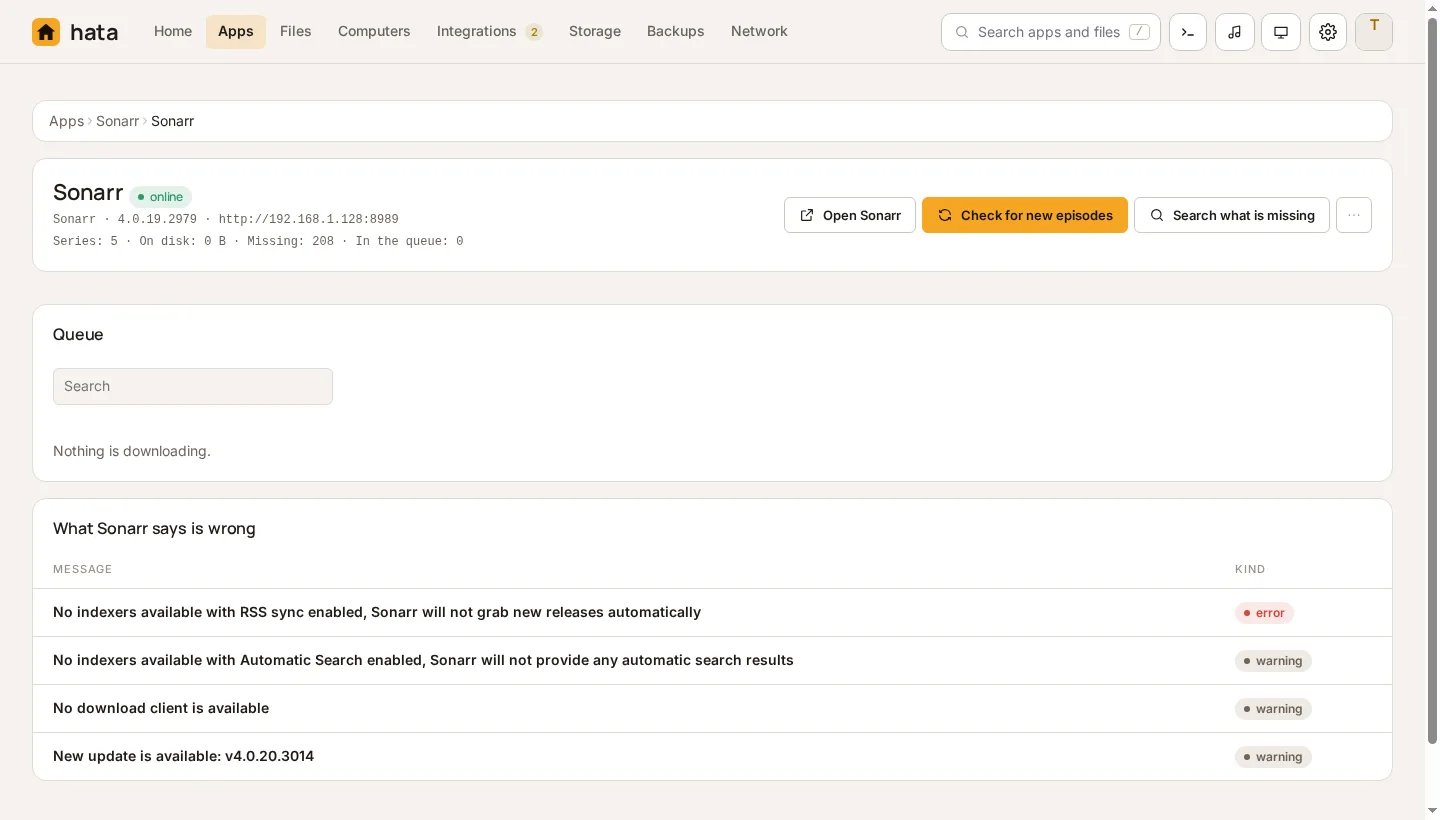 hata Home Apps Files Computers Integrations 2 Storage Backups Network Search apps and files / T
Apps › Sonarr › Sonarr
Sonarr online
Sonarr · 4.0.19.2979 · http://192.168.1.128:8989
Series: 5 · On disk: 0 B · Missing: 208 · In the queue: 0
Open Sonarr Check for new episodes Search what is missing ...
Queue
Search
Nothing is downloading.
What Sonarr says is wrong
MESSAGE KIND
No indexers available with RSS sync enabled, Sonarr will not grab new releases automatically error
No indexers available with Automatic Search enabled, Sonarr will not provide any automatic search results warning
No download client is available warning
New update is available: v4.0.20.3014 warning